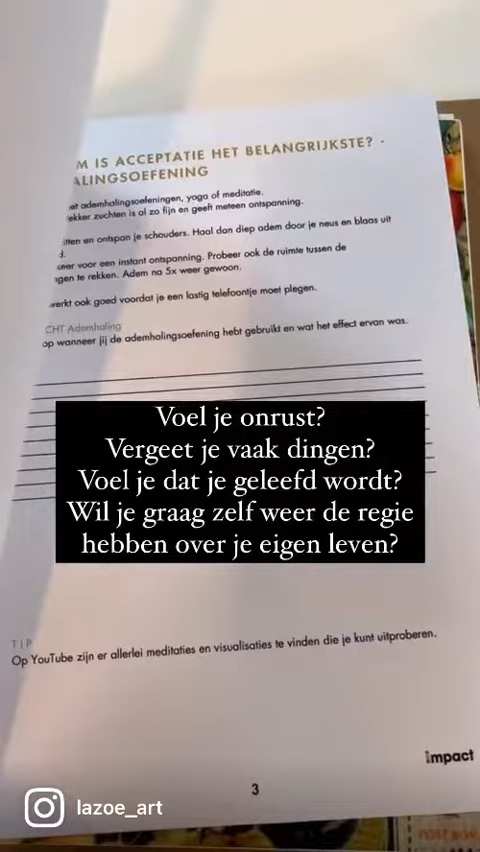 M IS ACCEPTATIE HET BELANGRIJKSTE? -
ALINGSOEFENING
et ademhalingsoefeningen, yoga of meditatie.
ekker zuchten is al zo fijn en geeft meteen ontspanning.
itten en ontspan je schouders. Haal dan diep adem door je neus en blaas uit
d.
oeer voor een instant ontspanning. Probeer ook de ruimte tussen de
gen te rekken. Adem na 5x weer gewoon.
werkt ook goed voordat je een lastig telefoontje moet plegen.
CHT Ademhaling
op wanneer jij de ademhalingsoefening hebt gebruikt en wat het effect ervan was.
Voel je onrust?
Vergeet je vaak dingen?
Voel je dat je geleefd wordt?
Wil je graag zelf weer de regie
hebben over je eigen leven?
TIP
Op YouTube zijn er allerlei meditaties en visualisaties te vinden die je kunt uitproberen.
impact
3
lazoe_art